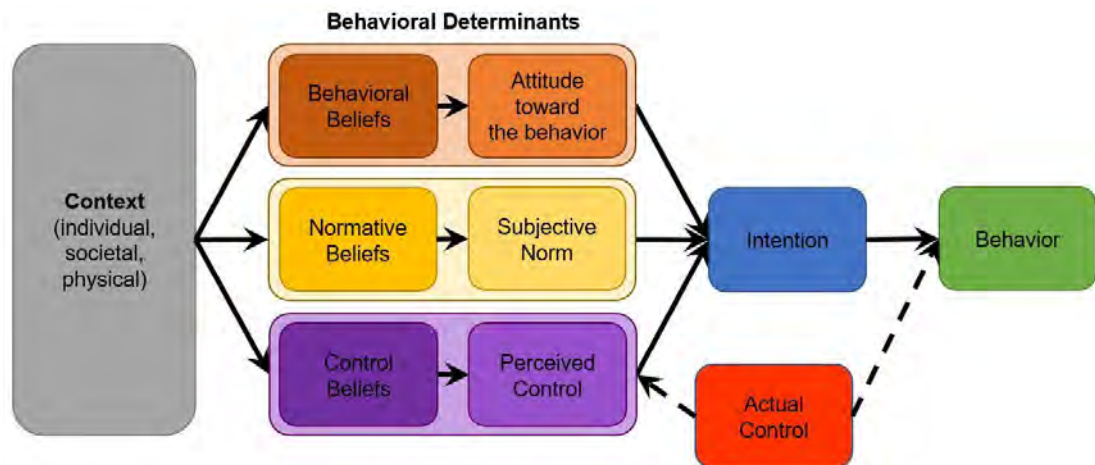 Behavioral Determinants
Context
(individual,
societal,
physical)
Behavioral
Beliefs
Attitude
toward
the behavior
Normative
Beliefs
Subjective
Norm
Control
Beliefs
Perceived
Control
Intention
Behavior
Actual
Control